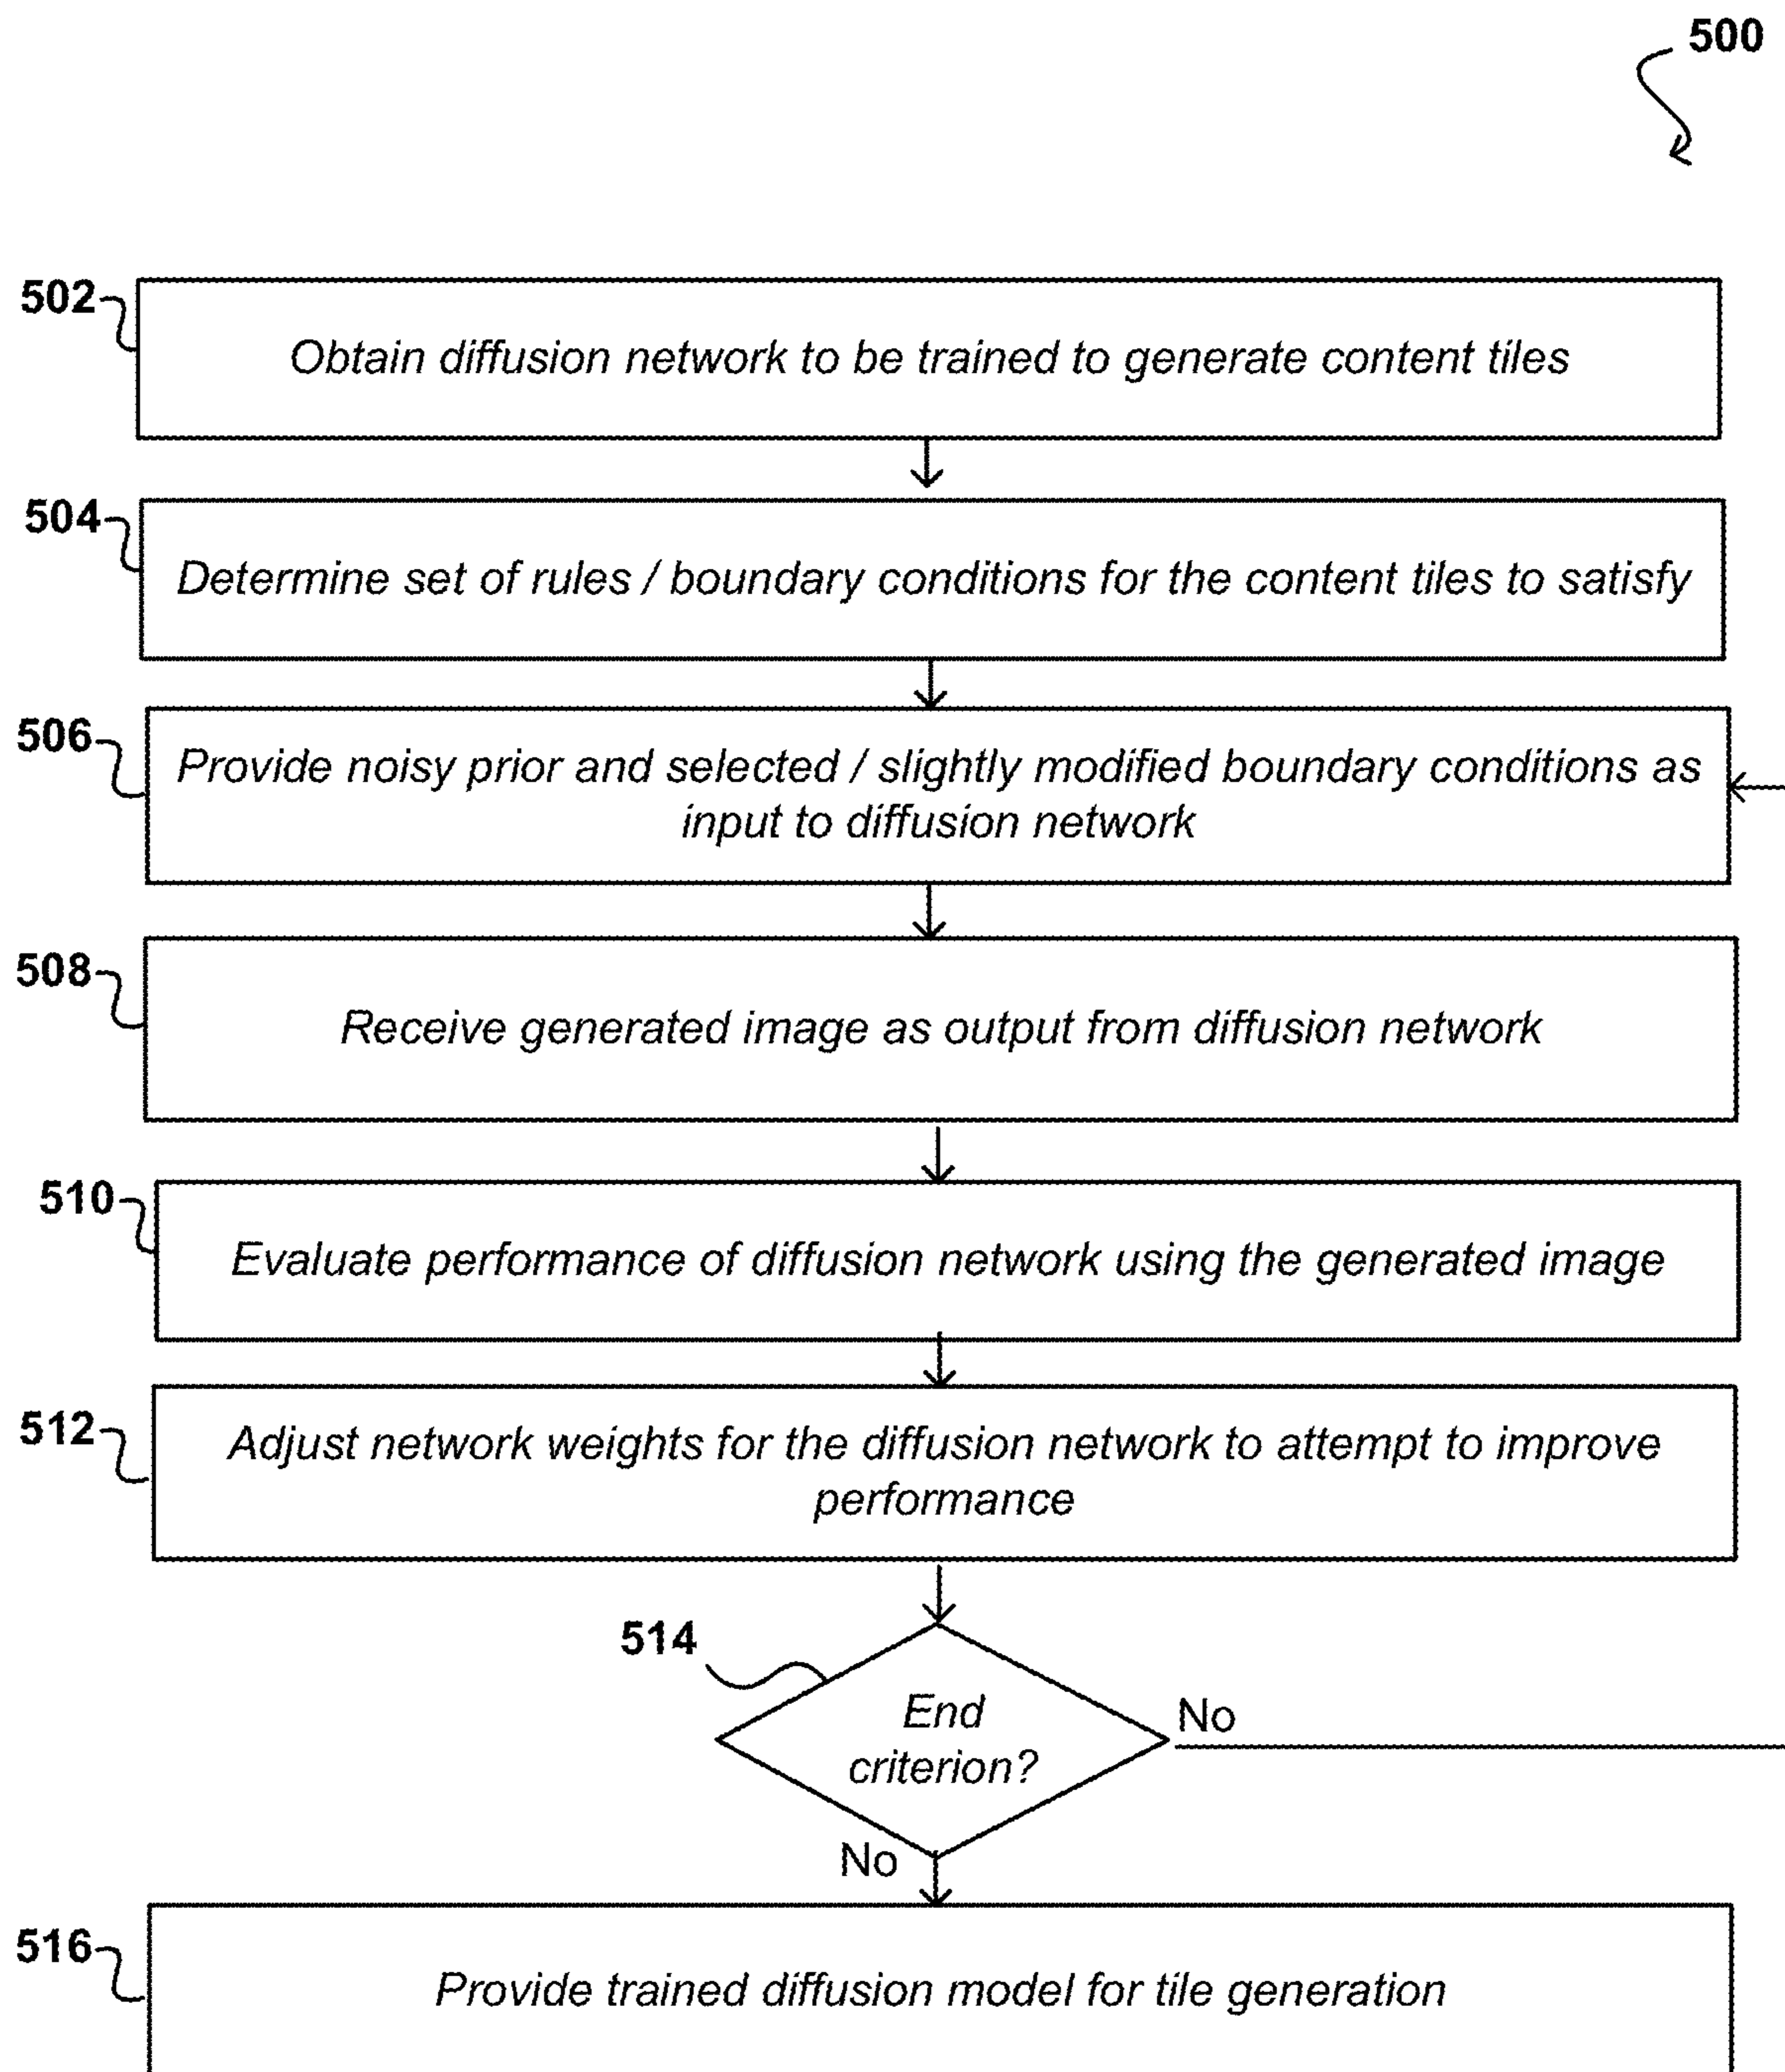 500
502
Obtain diffusion network to be trained to generate content tiles
504
Determine set of rules / boundary conditions for the content tiles to satisfy
506
Provide noisy prior and selected / slightly modified boundary conditions as
input to diffusion network
508
Receive generated image as output from diffusion network
510
Evaluate performance of diffusion network using the generated image
512
Adjust network weights for the diffusion network to attempt to improve
performance
514
End
criterion?
No
No
516
Provide trained diffusion model for tile generation